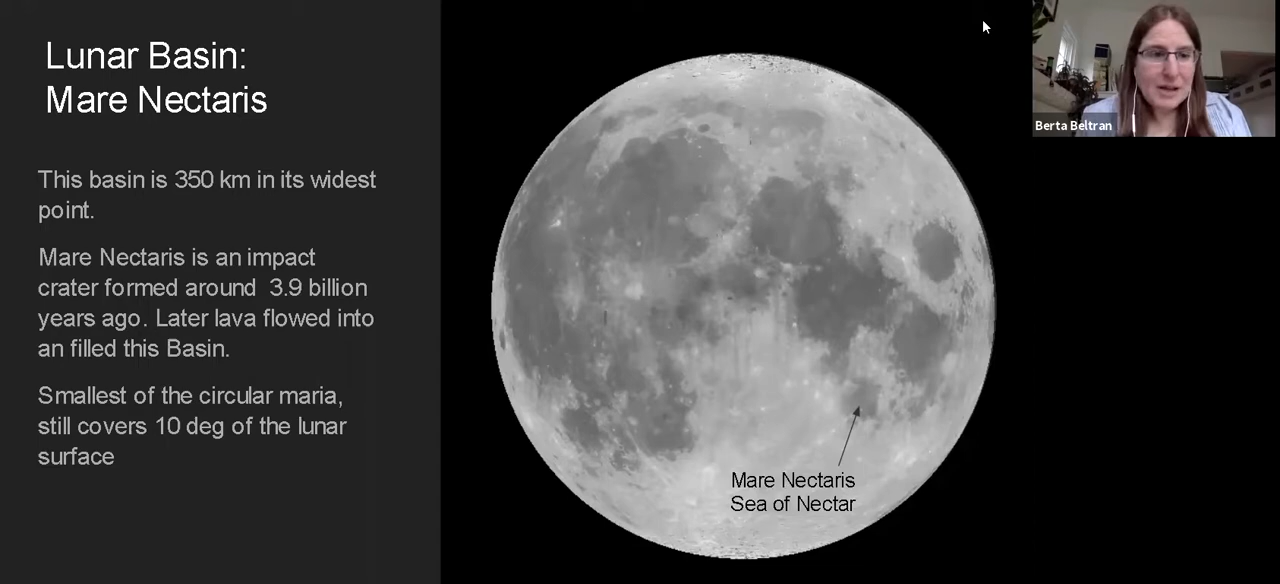 Lunar Basin:
Mare Nectaris
This basin is 350 km in its widest
point.
Mare Nectaris is an impact
crater formed around  3.9 billion
years ago. Later lava flowed into
an filled this Basin.
Smallest of the circular maria,
still covers 10 deg of the lunar
surface
Mare Nectaris
Sea of Nectar
Berta Beltran